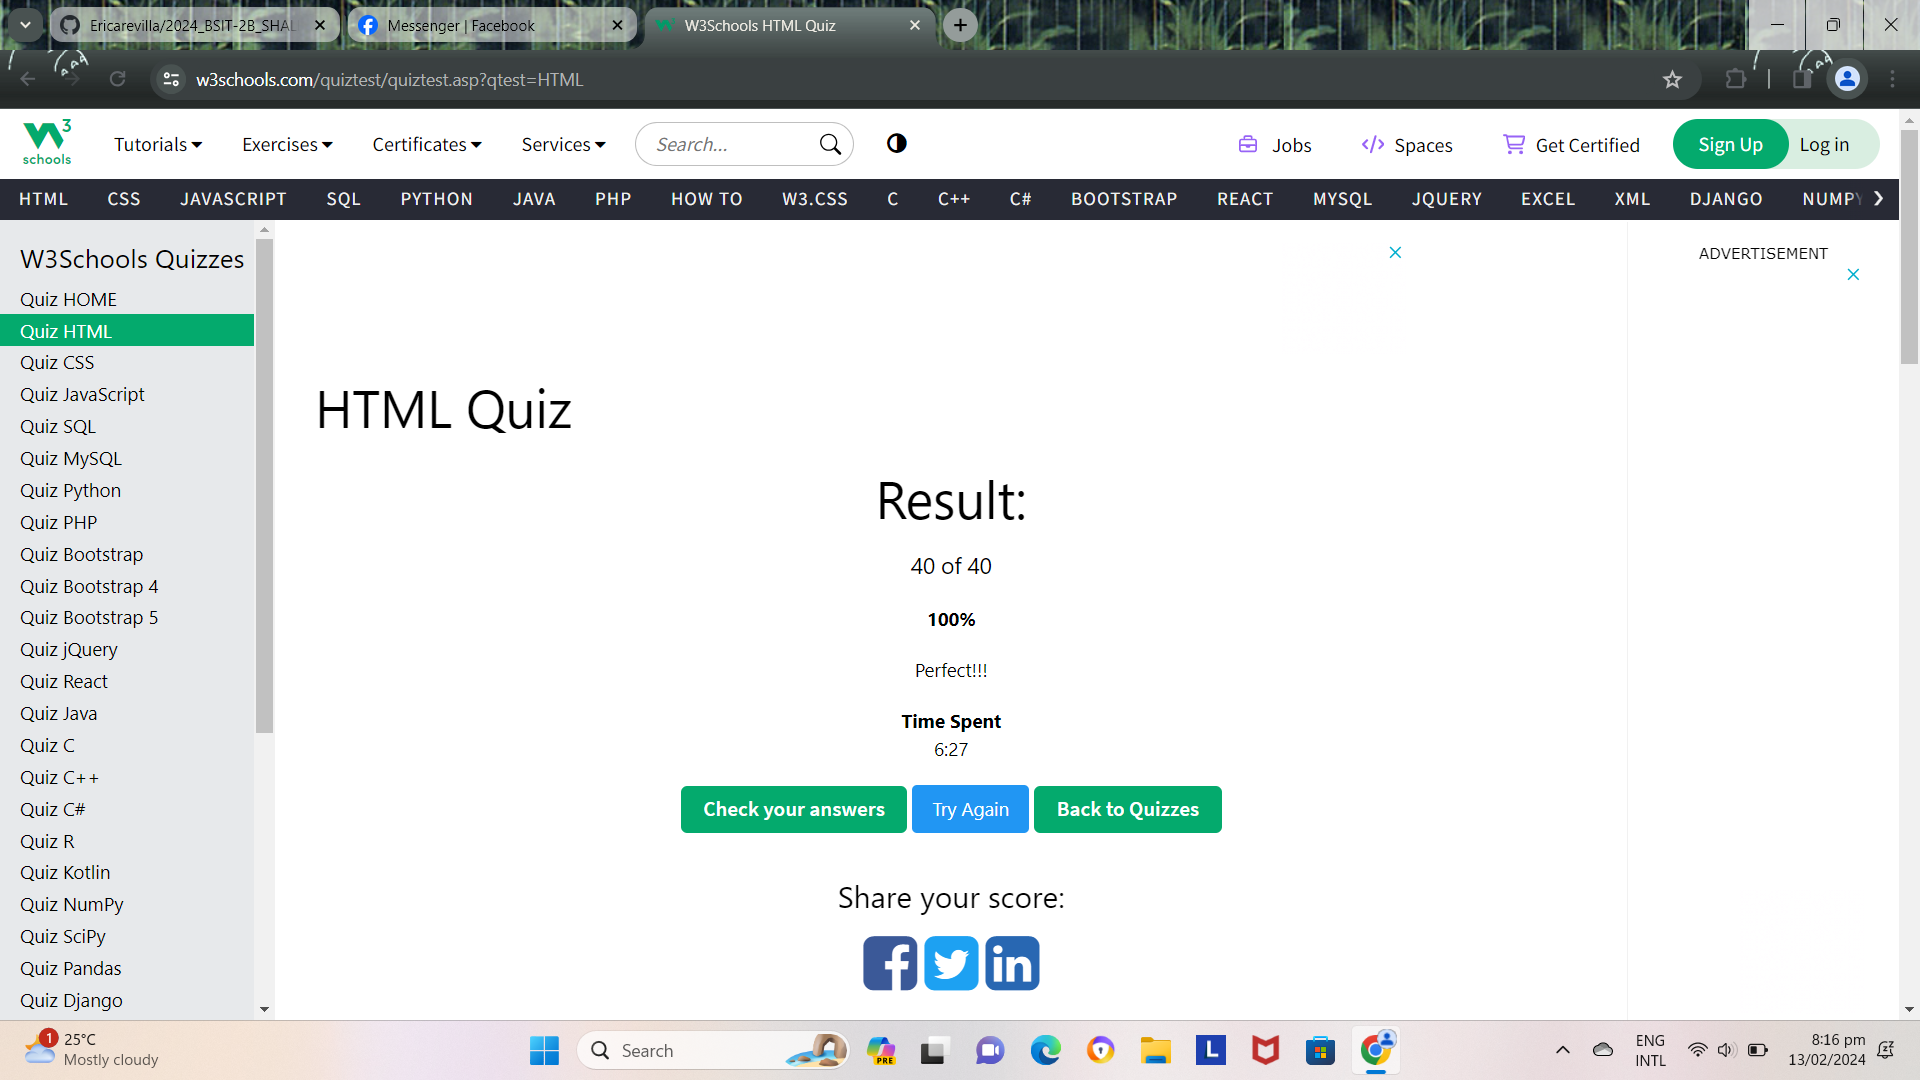 Ericarevilla/2024_BSIT-2B_SHAL
Messenger | Facebook
W3Schools HTML Quiz
w3schools.com/quiztest/quiztest.asp?qtest=HTML
W3
schools
Tutorials
Exercises
Certificates
Services
Search...
Jobs
Spaces
Get Certified
Sign Up
Log in
HTML CSS JAVASCRIPT SQL PYTHON JAVA PHP HOW TO W3.CSS C C++ C# BOOTSTRAP REACT MYSQL JQUERY EXCEL XML DJANGO NUMPY
W3Schools Quizzes
Quiz HOME
Quiz HTML
Quiz CSS
Quiz JavaScript
Quiz SQL
Quiz MySQL
Quiz Python
Quiz PHP
Quiz Bootstrap
Quiz Bootstrap 4
Quiz Bootstrap 5
Quiz jQuery
Quiz React
Quiz Java
Quiz C
Quiz C++
Quiz C#
Quiz R
Quiz Kotlin
Quiz NumPy
Quiz SciPy
Quiz Pandas
Quiz Django
HTML Quiz
Result:
40 of 40
100%
Perfect!!!
Time Spent
6:27
Check your answers
Try Again
Back to Quizzes
Share your score:
ADVERTISEMENT
1
25°C
Mostly cloudy
Search
PRE
L
ENG
INTL
8:16 pm
13/02/2024